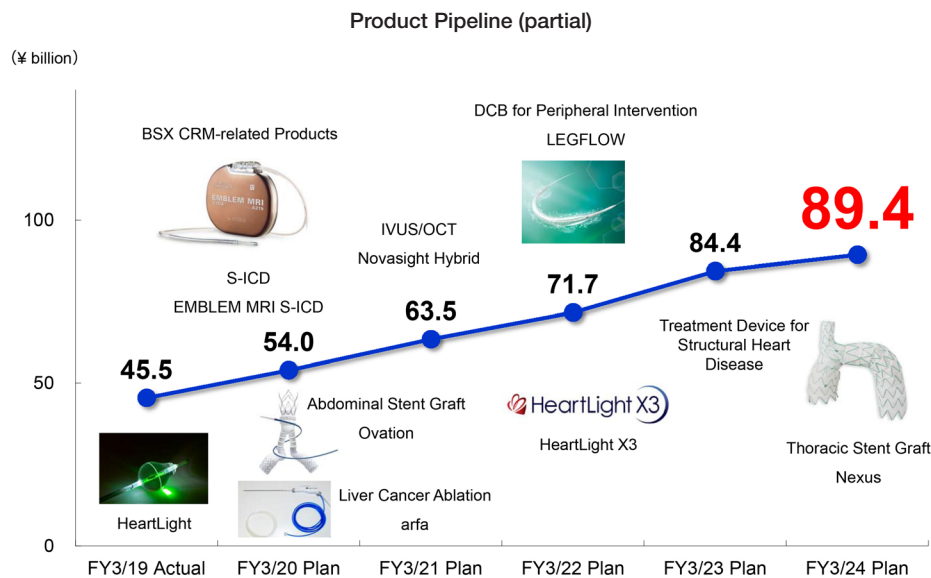 Product Pipeline (partial)
(¥ billion)
BSX CRM-related Products
EMBLEM MRI
S-ICD
EMBLEM MRI S-ICD
IVUS/OCT
Novasight Hybrid
DCB for Peripheral Intervention
LEGFLOW
100
50
0
45.5
54.0
63.5
71.7
84.4
89.4
HeartLight
Abdominal Stent Graft
Ovation
Liver Cancer Ablation
arfa
HeartLight X3
HeartLight X3
Treatment Device for
Structural Heart
Disease
Thoracic Stent Graft
Nexus
FY3/19 Actual
FY3/20 Plan
FY3/21 Plan
FY3/22 Plan
FY3/23 Plan
FY3/24 Plan